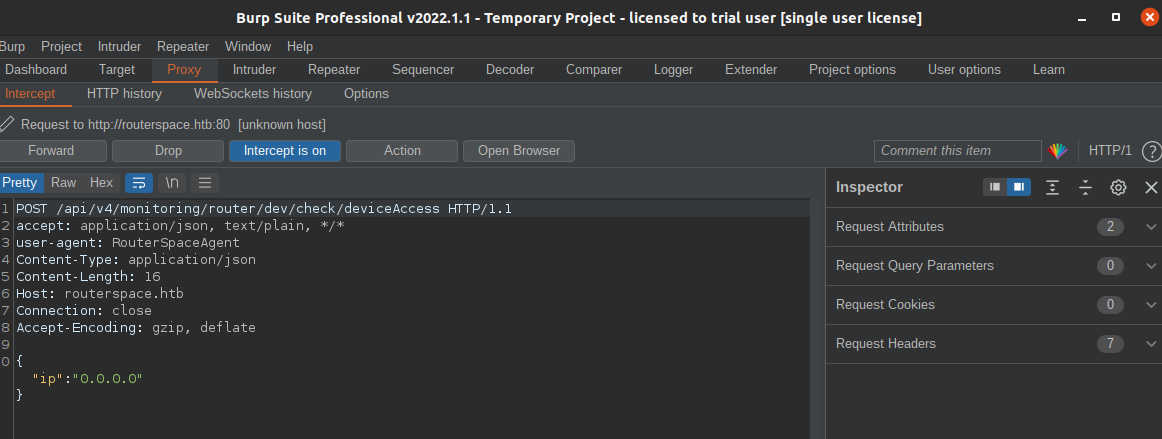 Burp Suite Professional v2022.1.1 - Temporary Project - licensed to trial user [single user license]
Burp Project Intruder Repeater Window Help
Dashboard Target Proxy Intruder Repeater Sequencer Decoder Comparer Logger Extender Project options User options Learn
Intercept HTTP history WebSockets history Options
Request to http://routerspace.htb:80 [unknown host]
Forward Drop Intercept is on Action Open Browser Comment this item HTTP/1 ?
Pretty Raw Hex \n
Inspector
1 POST /api/v4/monitoring/router/dev/check/deviceAccess HTTP/1.1
2 accept: application/json, text/plain, */*
3 user-agent: RouterSpaceAgent
4 Content-Type: application/json
5 Content-Length: 16
6 Host: routerspace.htb
7 Connection: close
8 Accept-Encoding: gzip, deflate
9
0 {
"ip":"0.0.0.0"
}
Request Attributes 2
Request Query Parameters 0
Request Cookies 0
Request Headers 7